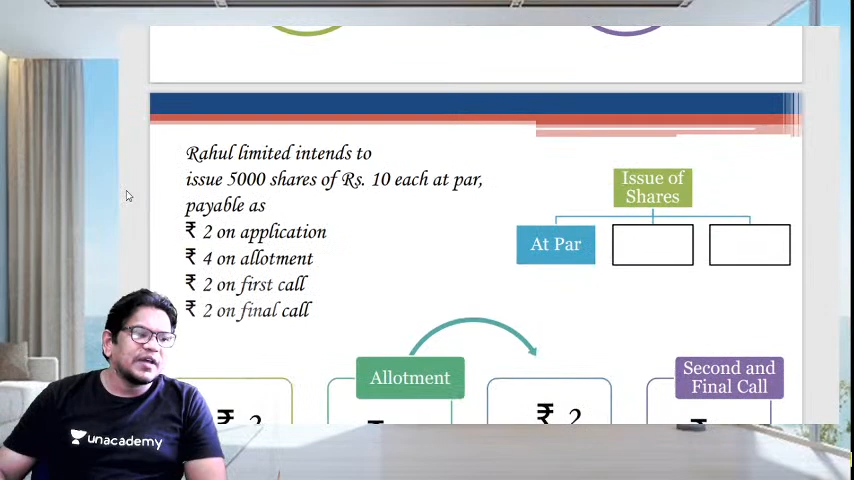 Rahul limited intends to
issue 5000 shares of Rs. 10 each at par,
payable as
₹ 2 on application
₹ 4 on allotment
₹ 2 on first call
₹ 2 on final call
Issue of
Shares
At Par
Allotment
Second and
Final Call
₹ 2
unacademy